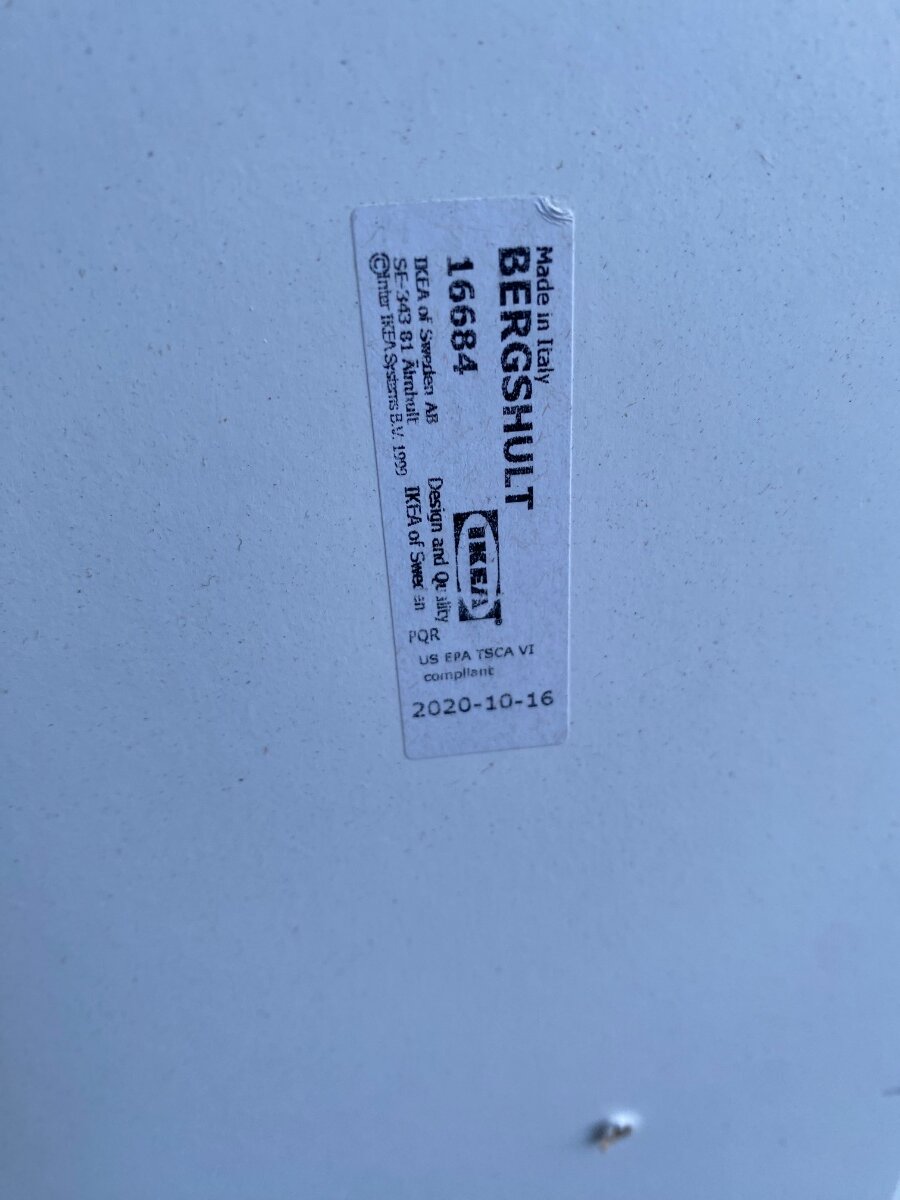 Made in Italy
BERGSHULT
16684
IKEA®
IKEA of Sweden AB
SE-343 81 Älmhult
©Inter IKEA Systems B.V. 1999
Design and Quality
IKEA of Sweden
PQR
US EPA TSCA VI
compliant
2020-10-16